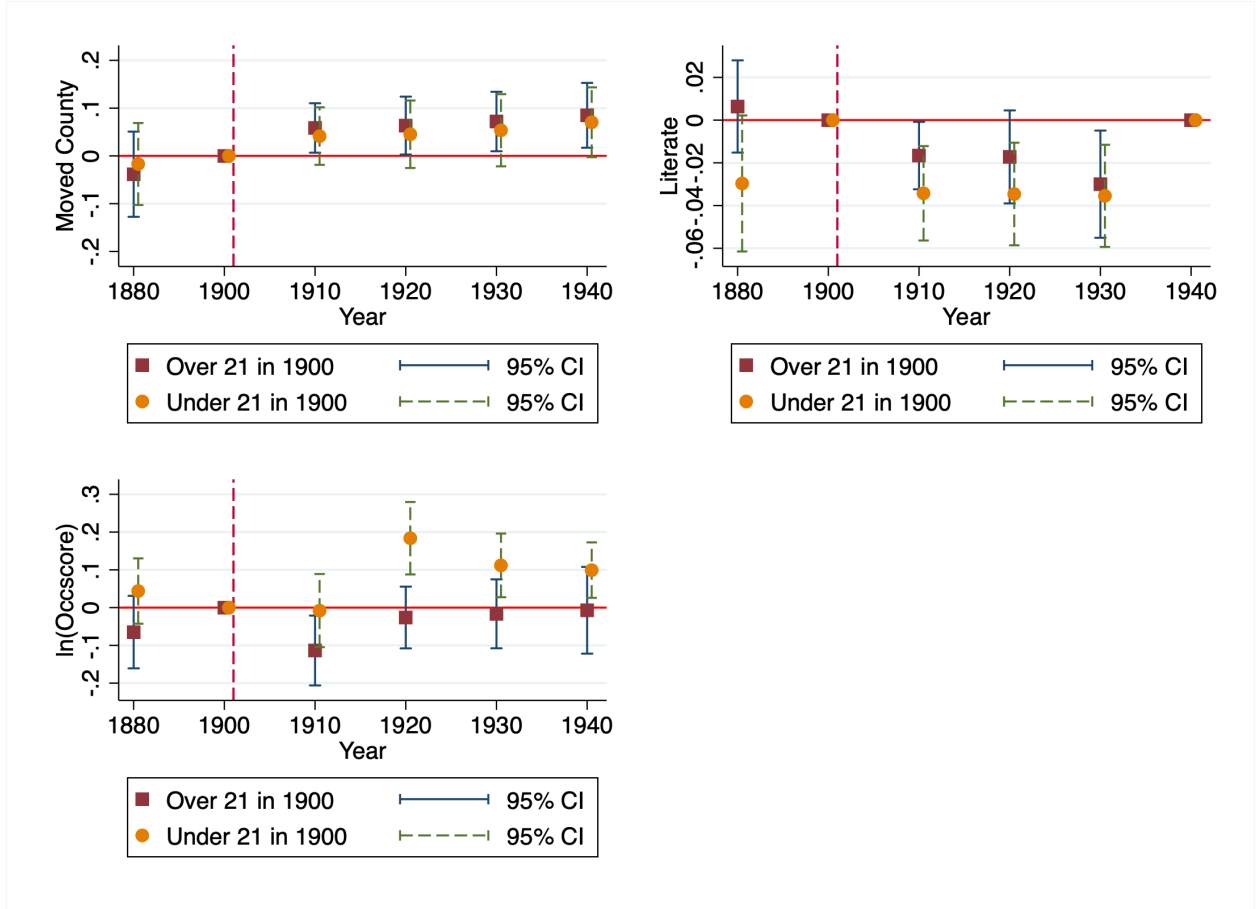 Moved County
.2
.1
0
-.1
-.2
1880 1900 1910 1920 1930 1940
Year
Over 21 in 1900 95% CI
Under 21 in 1900 95% CI
Literate
.02
0
-.02
-.04
-.06
1880 1900 1910 1920 1930 1940
Year
Over 21 in 1900 95% CI
Under 21 in 1900 95% CI
ln(Occscore)
.3
.2
.1
0
-.1
-.2
1880 1900 1910 1920 1930 1940
Year
Over 21 in 1900 95% CI
Under 21 in 1900 95% CI